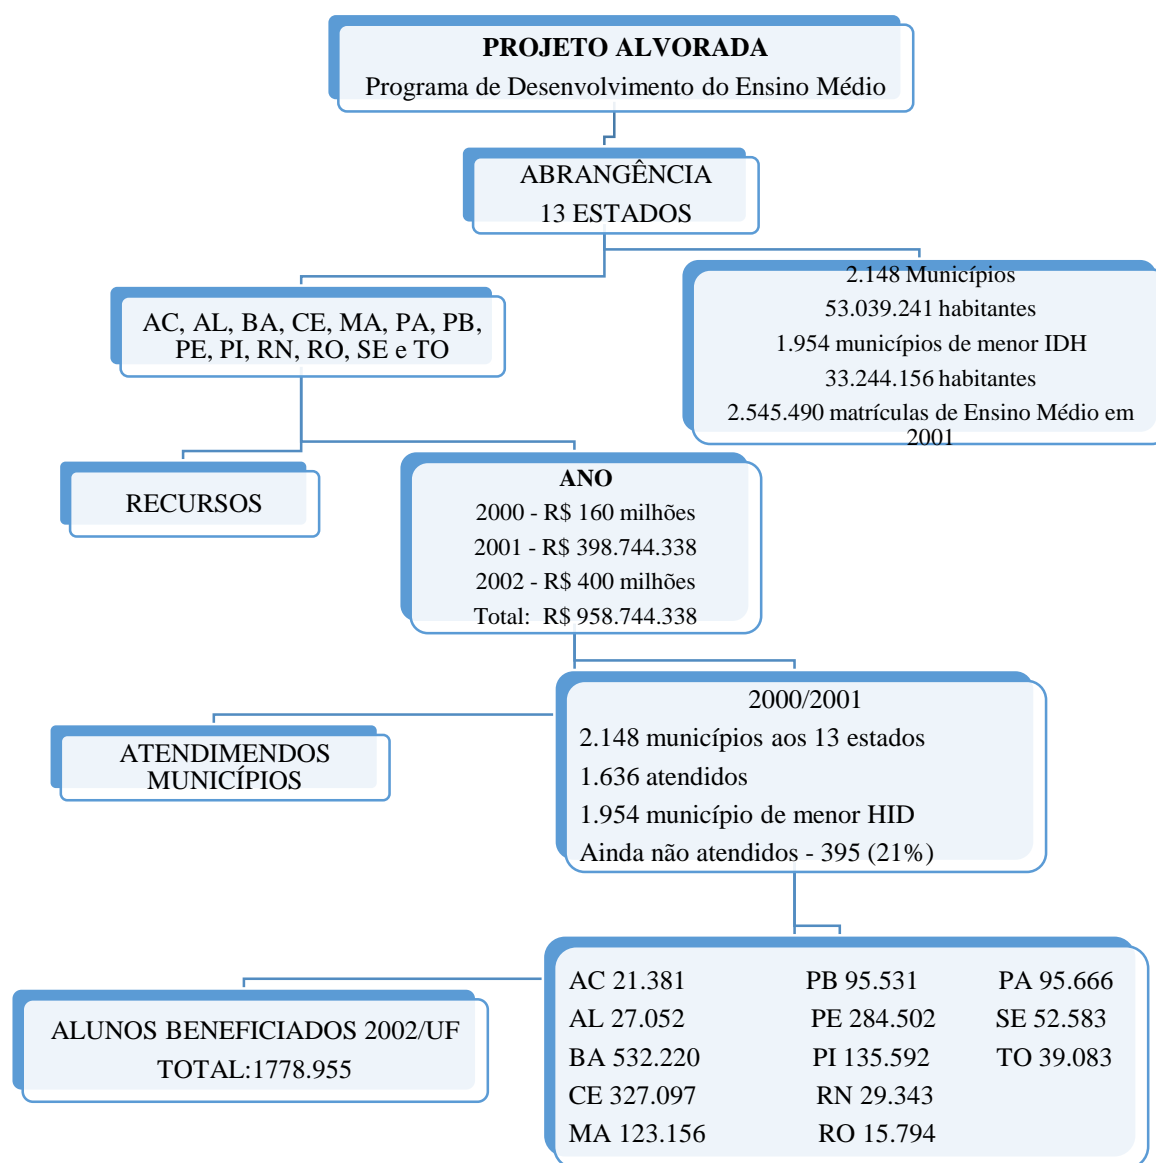 PROJETO ALVORADA
Programa de Desenvolvimento do Ensino Médio
ABRANGÊNCIA
13 ESTADOS
AC, AL, BA, CE, MA, PA, PB,
PE, PI, RN, RO, SE e TO
2.148 Municípios
53.039.241 habitantes
1.954 municípios de menor IDH
33.244.156 habitantes
2.545.490 matrículas de Ensino Médio em
2001
RECURSOS
ANO
2000 - R$ 160 milhões
2001 - R$ 398.744.338
2002 - R$ 400 milhões
Total: R$ 958.744.338
ATENDIMENDOS
MUNICÍPIOS
2000/2001
2.148 municípios aos 13 estados
1.636 atendidos
1.954 município de menor HID
Ainda não atendidos - 395 (21%)
ALUNOS BENEFICIADOS 2002/UF
TOTAL:1778.955
AC 21.381 PB 95.531 PA 95.666
AL 27.052 PE 284.502 SE 52.583
BA 532.220 PI 135.592 TO 39.083
CE 327.097 RN 29.343
MA 123.156 RO 15.794